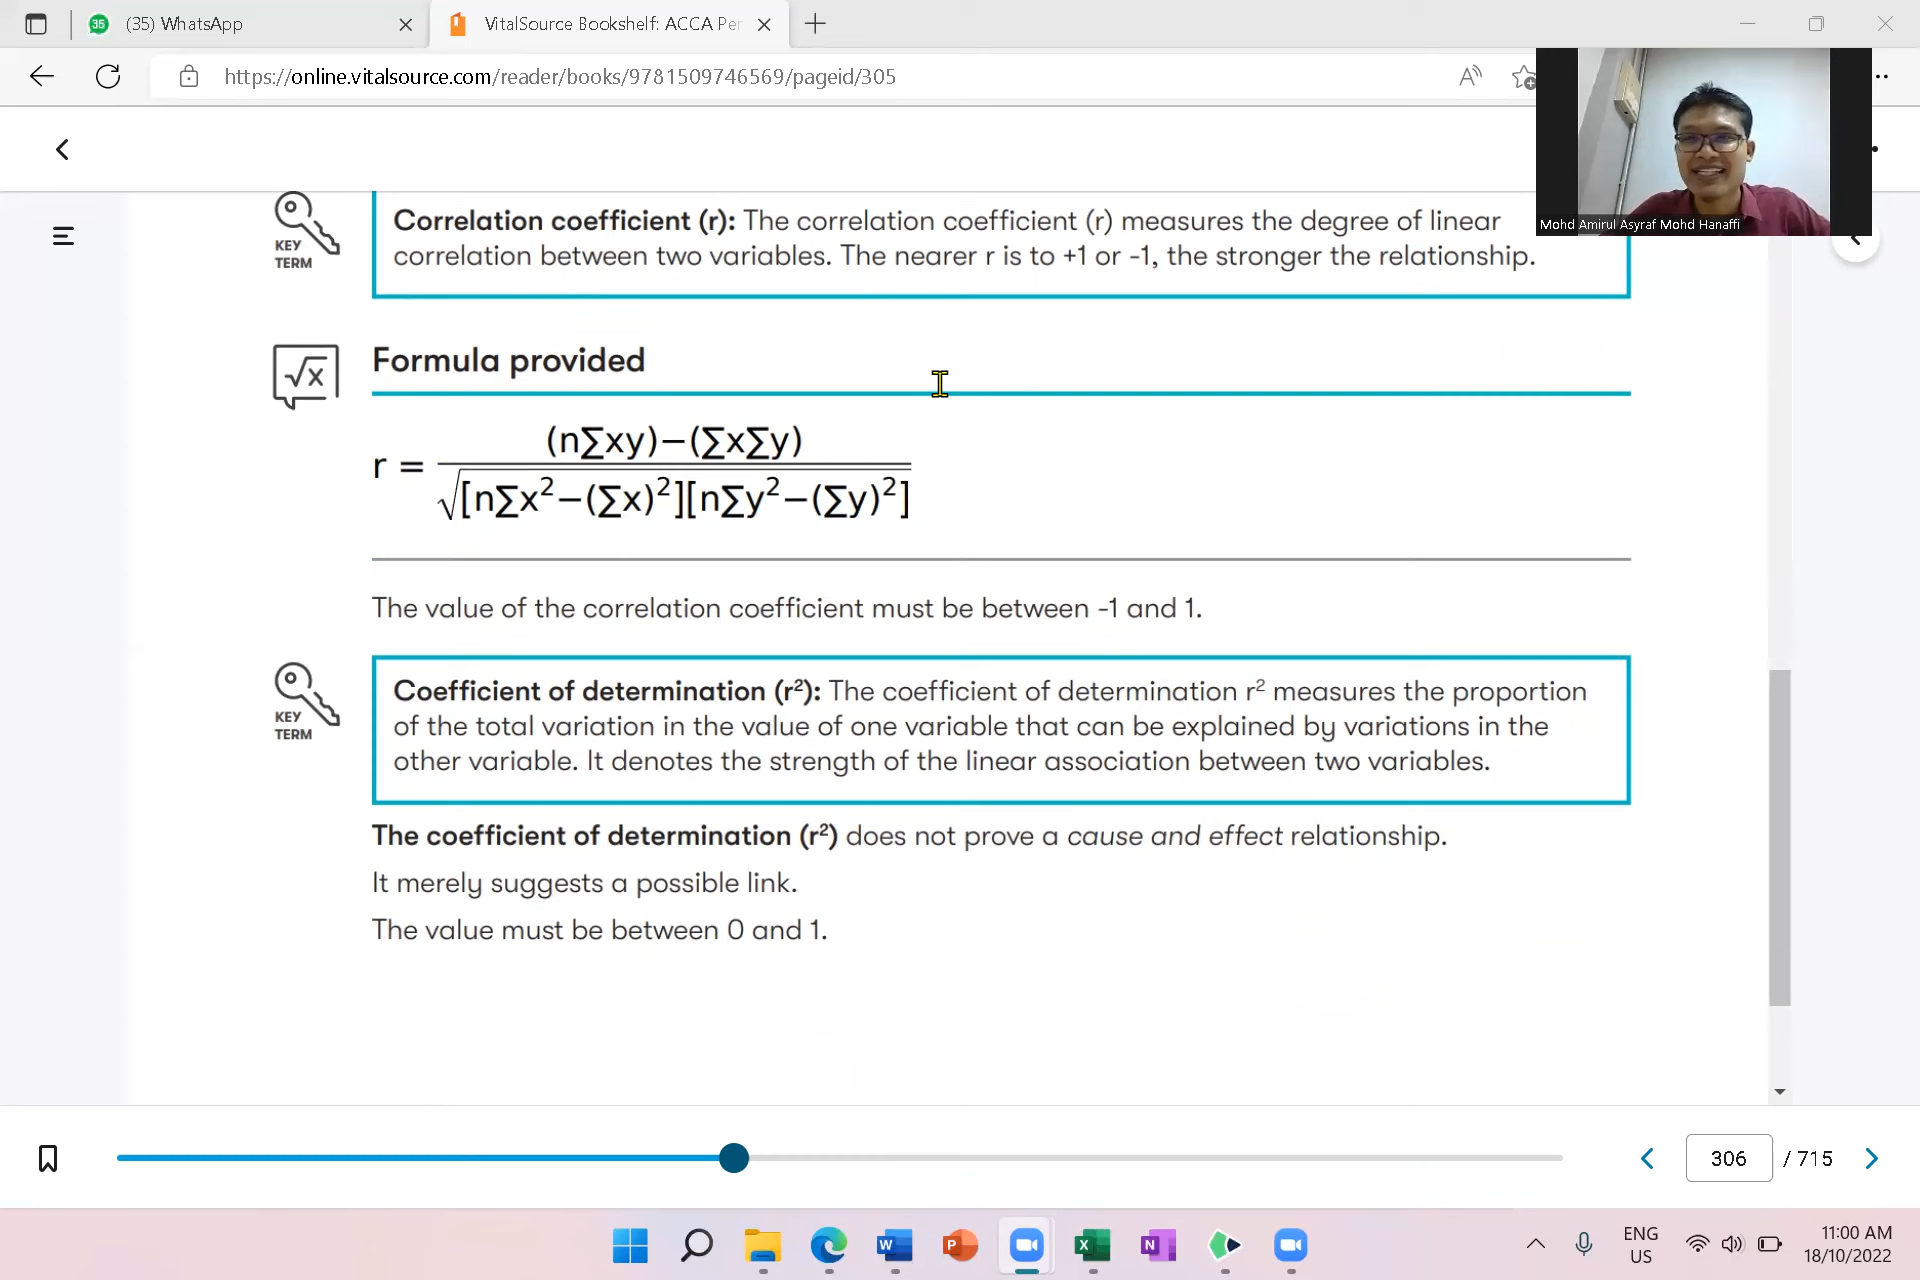 35
(35) WhatsApp
VitalSource Bookshelf: ACCA Per
https://online.vitalsource.com/reader/books/9781509746569/pageid/305
Mohd Amirul Asyraf Mohd Hanaffi
KEY
TERM
Correlation coefficient (r): The correlation coefficient (r) measures the degree of linear
correlation between two variables. The nearer r is to +1 or -1, the stronger the relationship.
√x
Formula provided
r = (n∑xy)−(∑x∑y)
√[n∑x²−(∑x)²][n∑y²−(∑y)²]
The value of the correlation coefficient must be between -1 and 1.
KEY
TERM
Coefficient of determination (r²): The coefficient of determination r² measures the proportion
of the total variation in the value of one variable that can be explained by variations in the
other variable. It denotes the strength of the linear association between two variables.
The coefficient of determination (r²) does not prove a cause and effect relationship.
It merely suggests a possible link.
The value must be between 0 and 1.
306 / 715
W
P
X
N
ENG
US
11:00 AM
18/10/2022